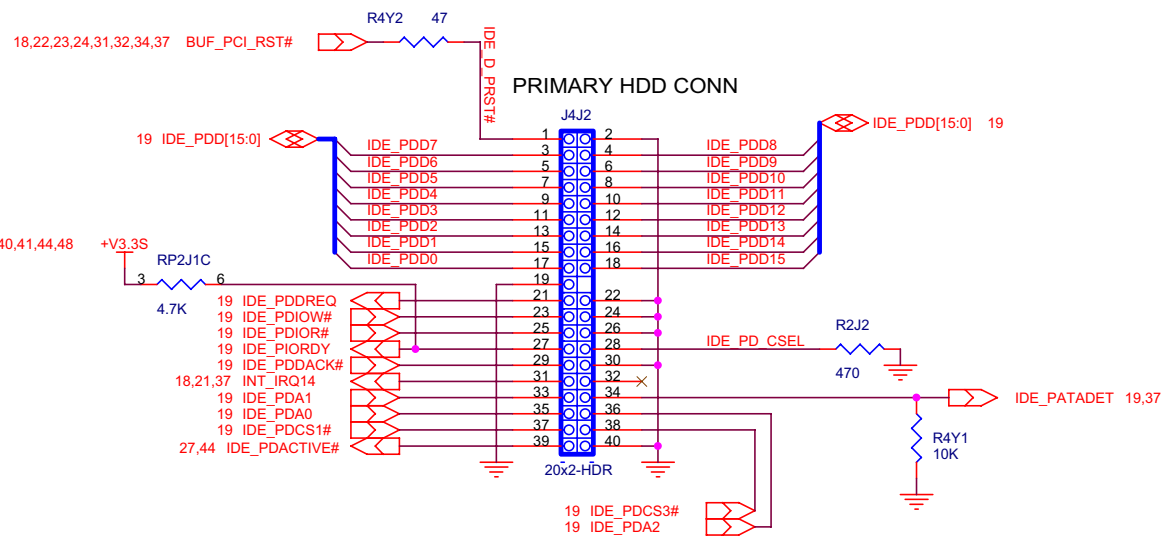 R4Y2 47
18,22,23,24,31,32,34,37 BUF_PCI_RST#
IDE_D_PRST#
PRIMARY HDD CONN
J4J2
19 IDE_PDD[15:0]
IDE_PDD[15:0] 19
1 2
IDE_PDD7 3 4 IDE_PDD8
IDE_PDD6 5 6 IDE_PDD9
IDE_PDD5 7 8 IDE_PDD10
IDE_PDD4 9 10 IDE_PDD11
IDE_PDD3 11 12 IDE_PDD12
IDE_PDD2 13 14 IDE_PDD13
IDE_PDD1 15 16 IDE_PDD14
IDE_PDD0 17 18 IDE_PDD15
40,41,44,48 +V3.3S
RP2J1C
3 6
4.7K
19
19 IDE_PDDREQ 21 22
19 IDE_PDIOW# 23 24
19 IDE_PDIOR# 25 26
19 IDE_PIORDY 27 28 IDE_PD_CSEL
R2J2
470
19 IDE_PDDACK# 29 30
18,21,37 INT_IRQ14 31 32
19 IDE_PDA1 33 34
IDE_PATADET 19,37
19 IDE_PDA0 35 36
19 IDE_PDCS1# 37 38
27,44 IDE_PDACTIVE# 39 40
R4Y1
10K
20x2-HDR
19 IDE_PDCS3#
19 IDE_PDA2